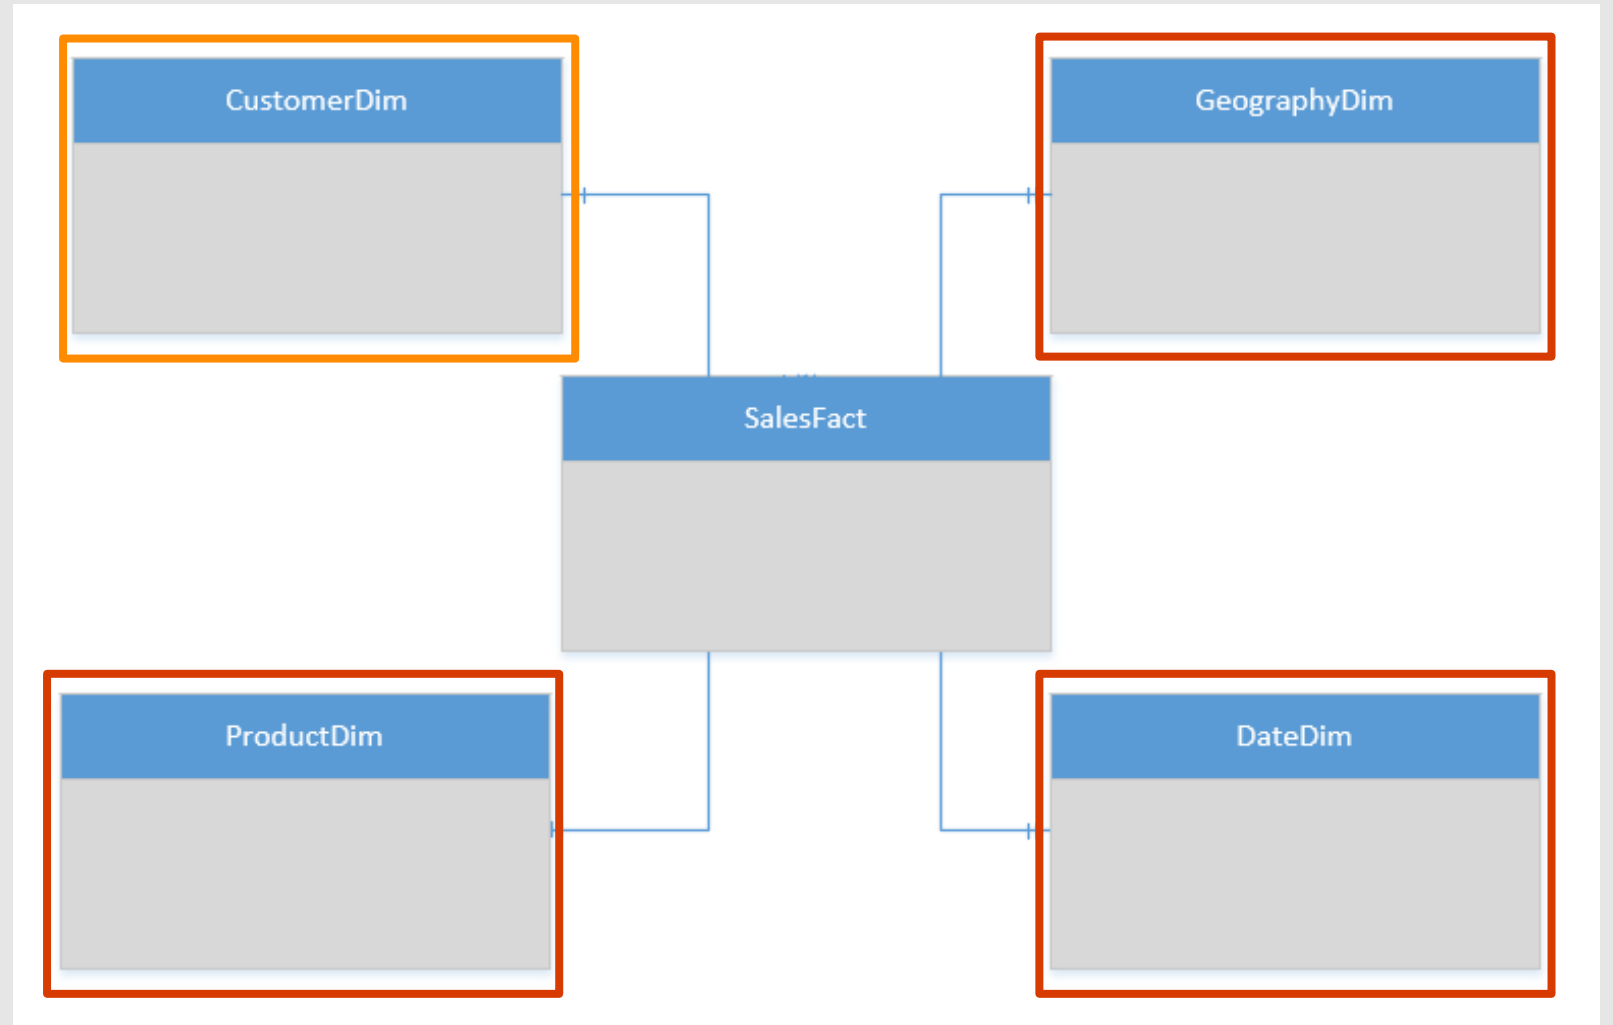 CustomerDim
GeographyDim
SalesFact
ProductDim
DateDim